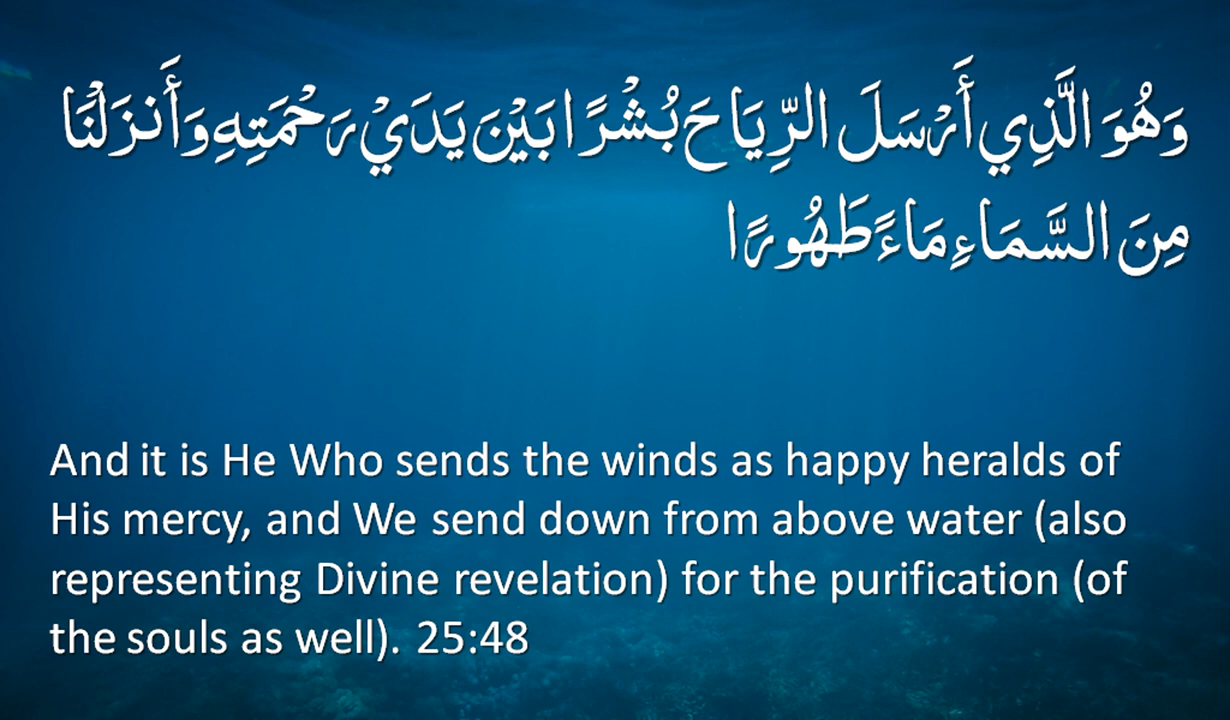 وَهُوَ الَّذِي أَرْسَلَ الرِّيَاحَ بُشْرًا بَيْنَ يَدَيْ رَحْمَتِهِ وَأَنزَلْنَا
مِنَ السَّمَاءِ مَاءً طَهُورًا
And it is He Who sends the winds as happy heralds of
His mercy, and We send down from above water (also
representing Divine revelation) for the purification (of
the souls as well). 25:48